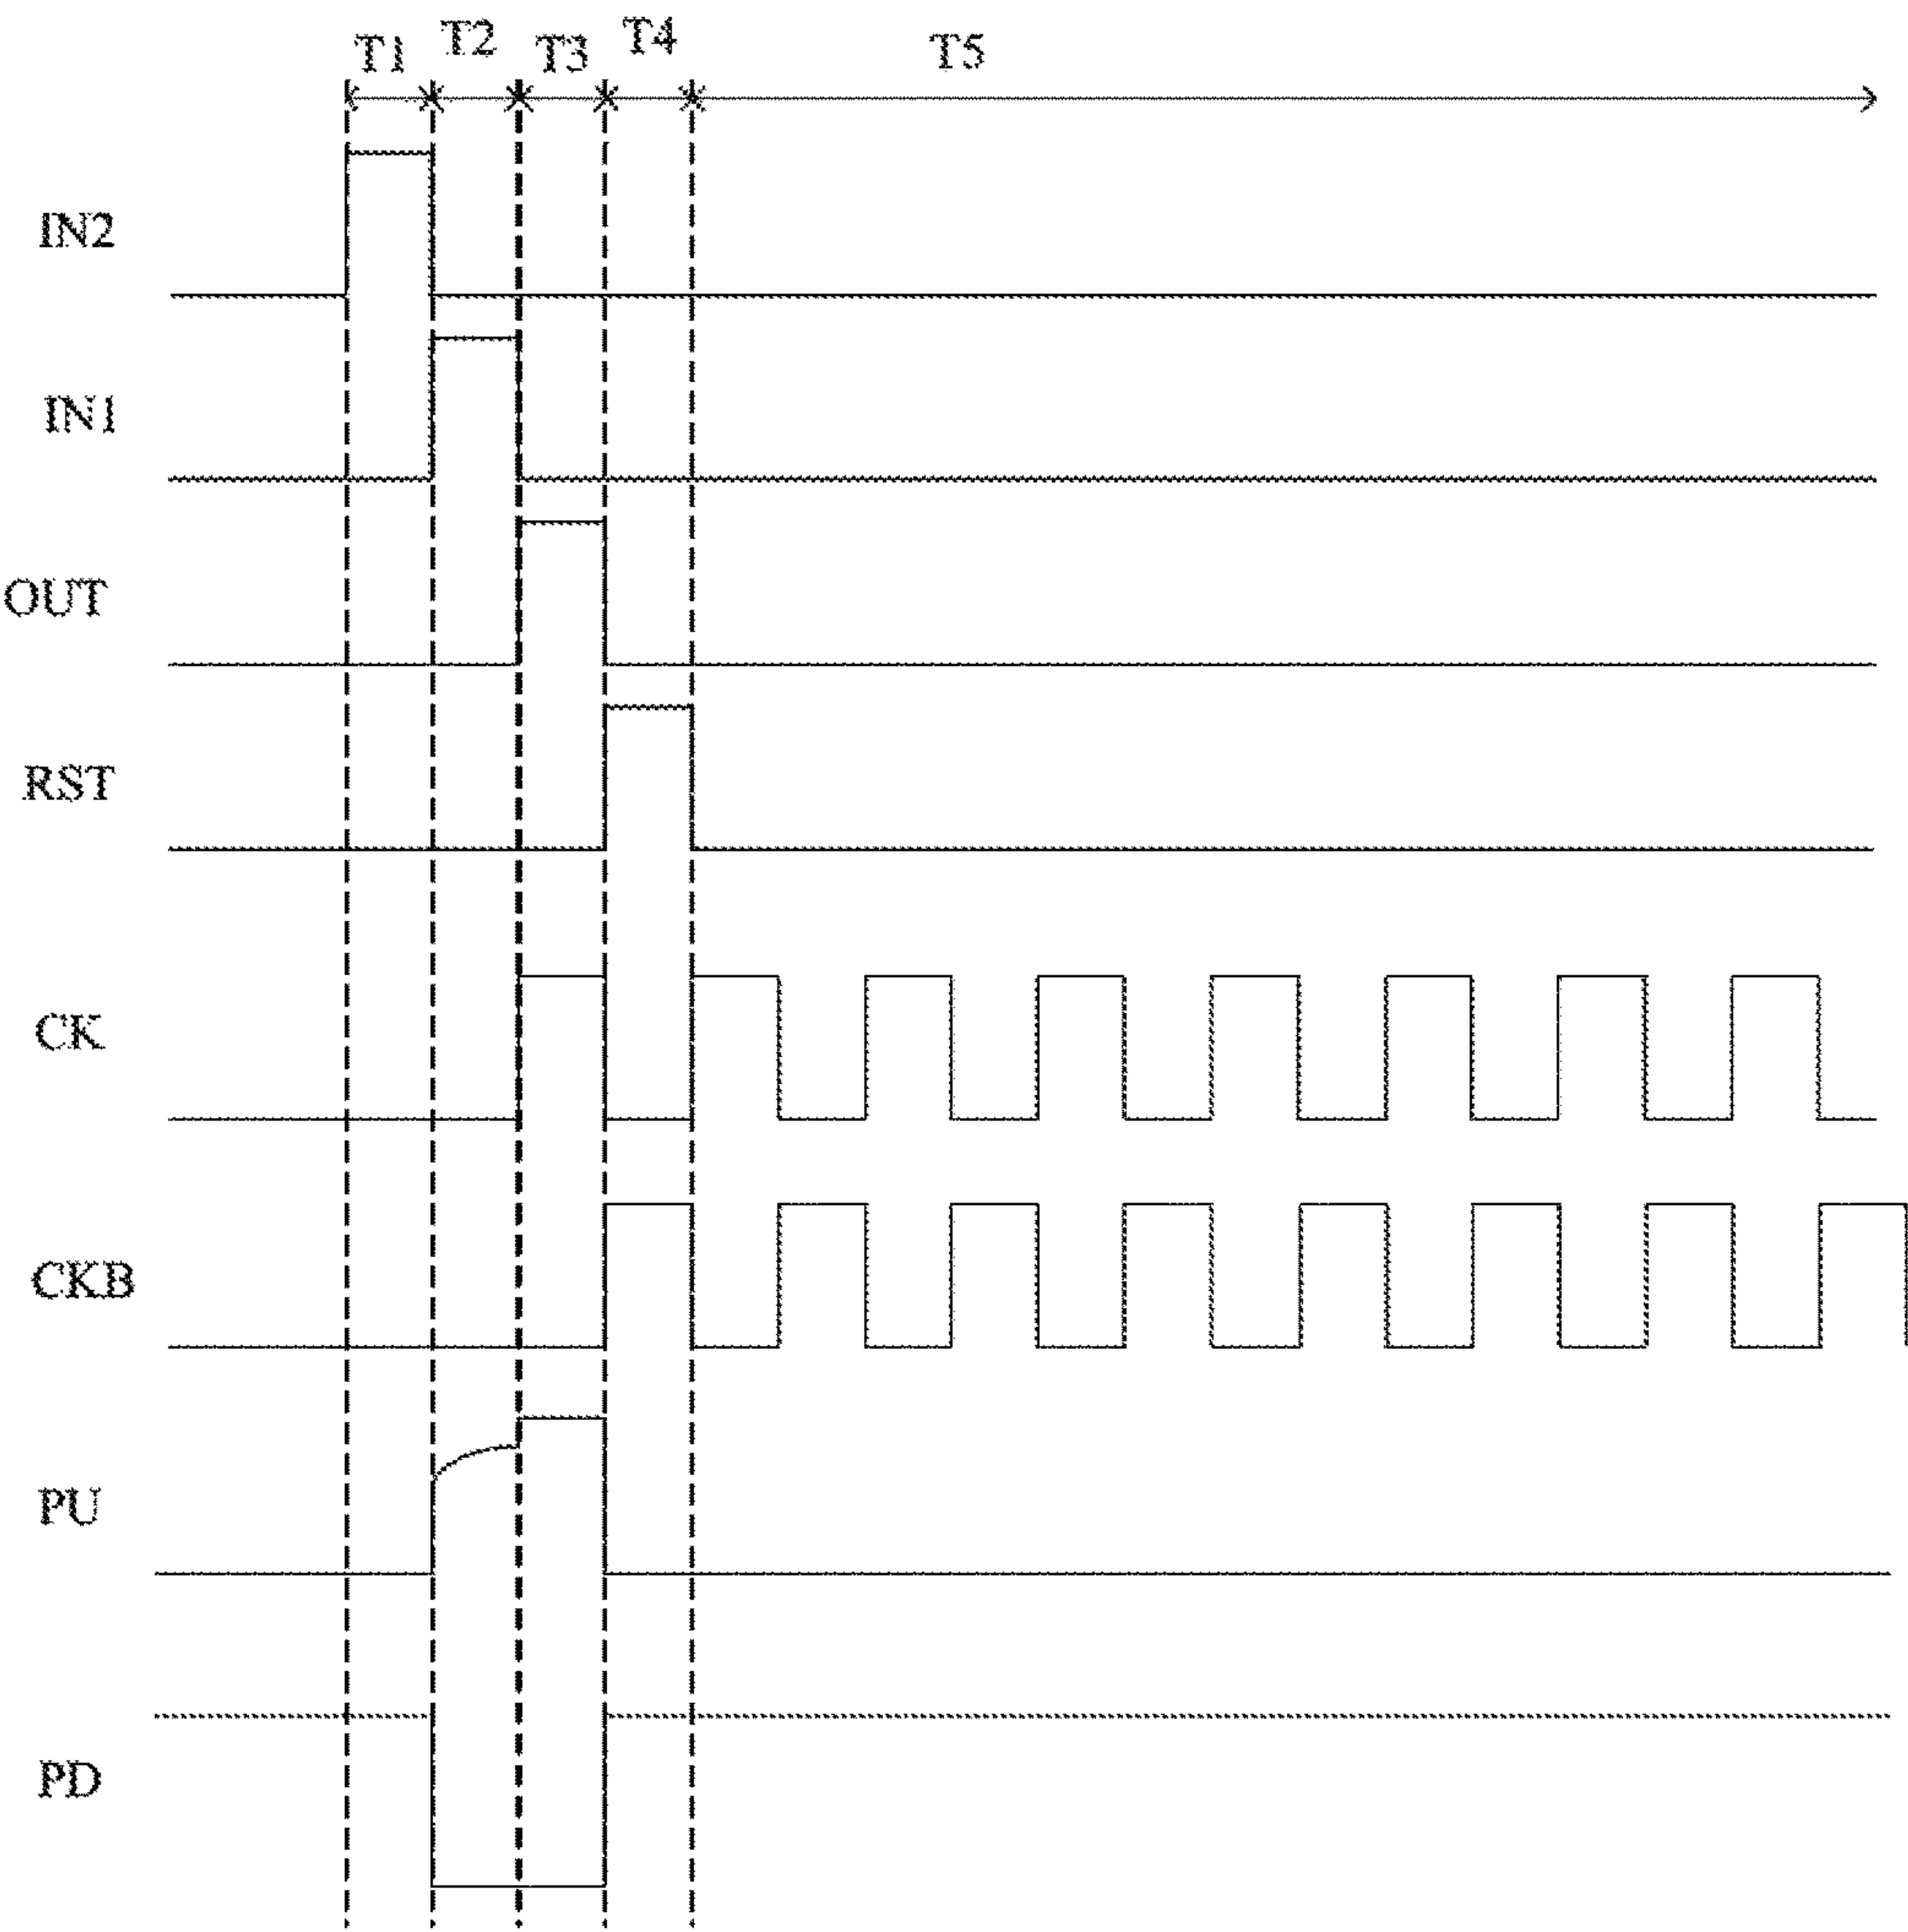 T1 T2 T3 T4 T5
IN2
IN1
OUT
RST
CK
CKB
PU
PD